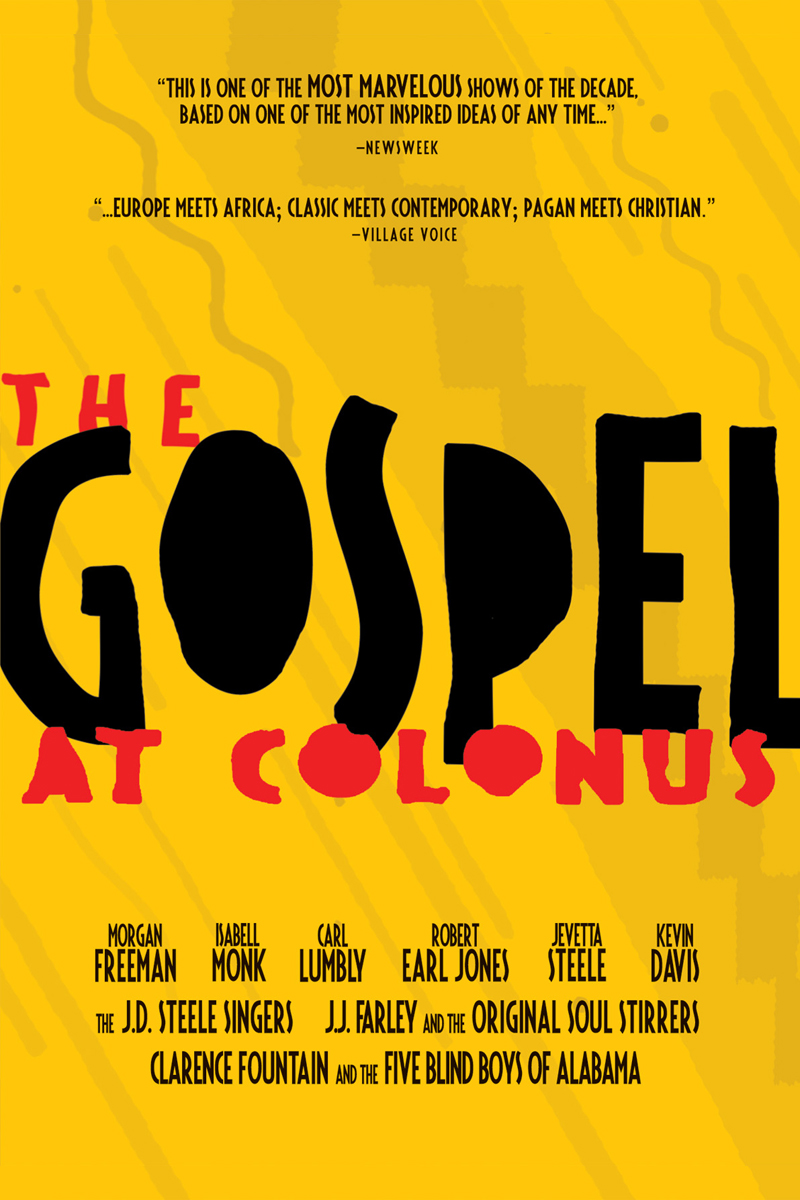 “THIS IS ONE OF THE MOST MARVELOUS SHOWS OF THE DECADE,
BASED ON ONE OF THE MOST INSPIRED IDEAS OF ANY TIME...”
–NEWSWEEK
“...EUROPE MEETS AFRICA; CLASSIC MEETS CONTEMPORARY; PAGAN MEETS CHRISTIAN.”
–VILLAGE VOICE
THE
GOSPEL
AT COLONUS
MORGAN FREEMAN ISABELL MONK CARL LUMBLY ROBERT EARL JONES JEVETTA STEELE KEVIN DAVIS
THE J.D. STEELE SINGERS J.J. FARLEY AND THE ORIGINAL SOUL STIRRERS
CLARENCE FOUNTAIN AND THE FIVE BLIND BOYS OF ALABAMA